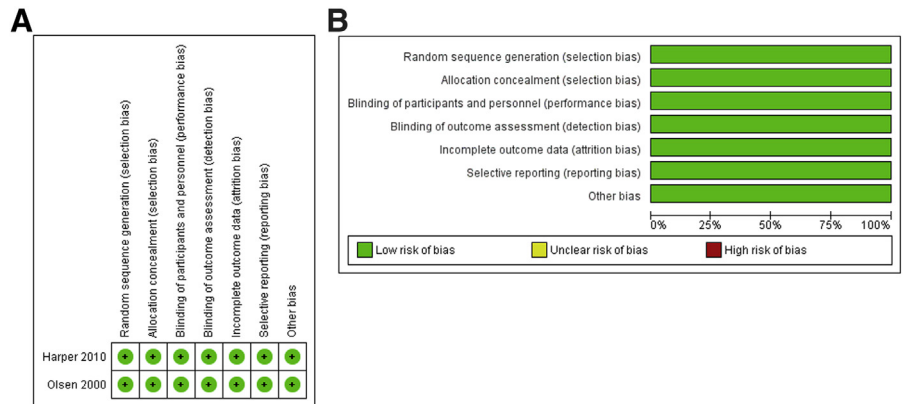 A
Random sequence generation (selection bias)
Allocation concealment (selection bias)
Blinding of participants and personnel (performance bias)
Blinding of outcome assessment (detection bias)
Incomplete outcome data (attrition bias)
Selective reporting (reporting bias)
Other bias
Harper 2010
+ + + + + + +
Olsen 2000
+ + + + + + +
B
Random sequence generation (selection bias)
Allocation concealment (selection bias)
Blinding of participants and personnel (performance bias)
Blinding of outcome assessment (detection bias)
Incomplete outcome data (attrition bias)
Selective reporting (reporting bias)
Other bias
0% 25% 50% 75% 100%
Low risk of bias
Unclear risk of bias
High risk of bias